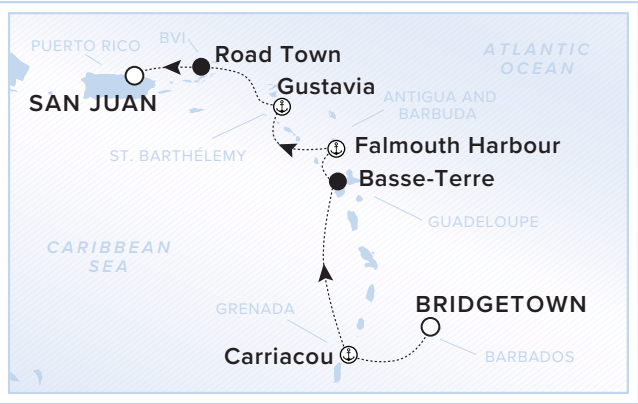 PUERTO RICO
BVI
Road Town
ATLANTIC
OCEAN
SAN JUAN
Gustavia
ANTIGUA AND
BARBUDA
ST. BARTHÉLEMY
Falmouth Harbour
Basse-Terre
GUADELOUPE
CARIBBEAN
SEA
GRENADA
BRIDGETOWN
Carriacou
BARBADOS